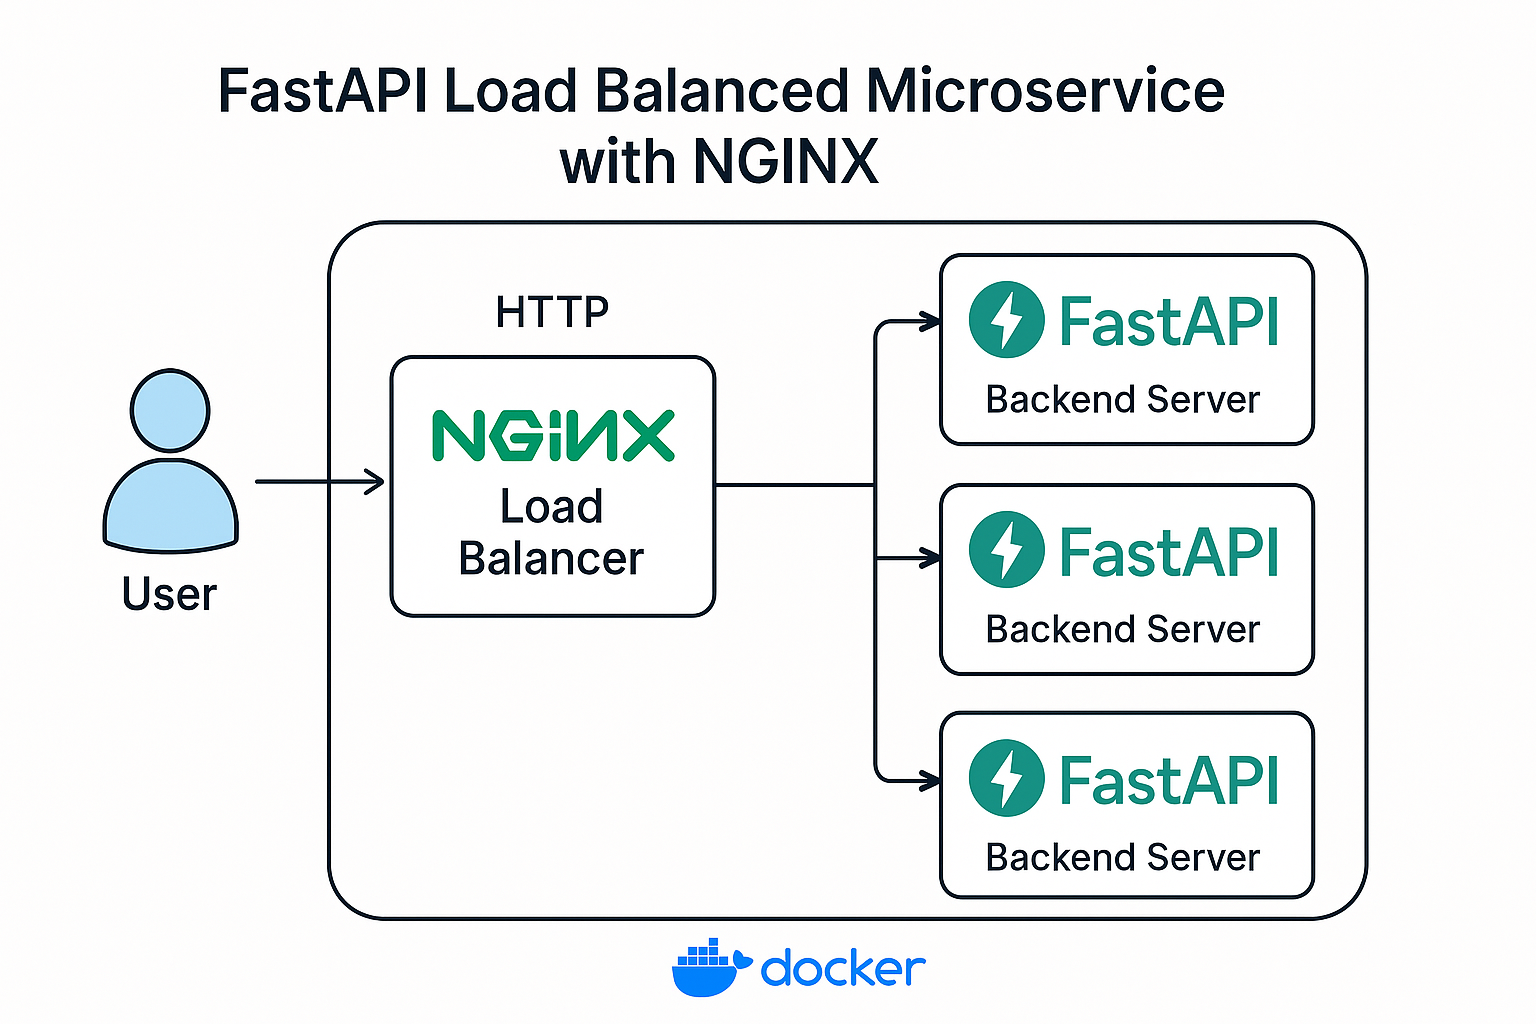 FastAPI Load Balanced Microservice
with NGINX
HTTP
NGINX
Load
Balancer
User
FastAPI
Backend Server
FastAPI
Backend Server
FastAPI
Backend Server
docker